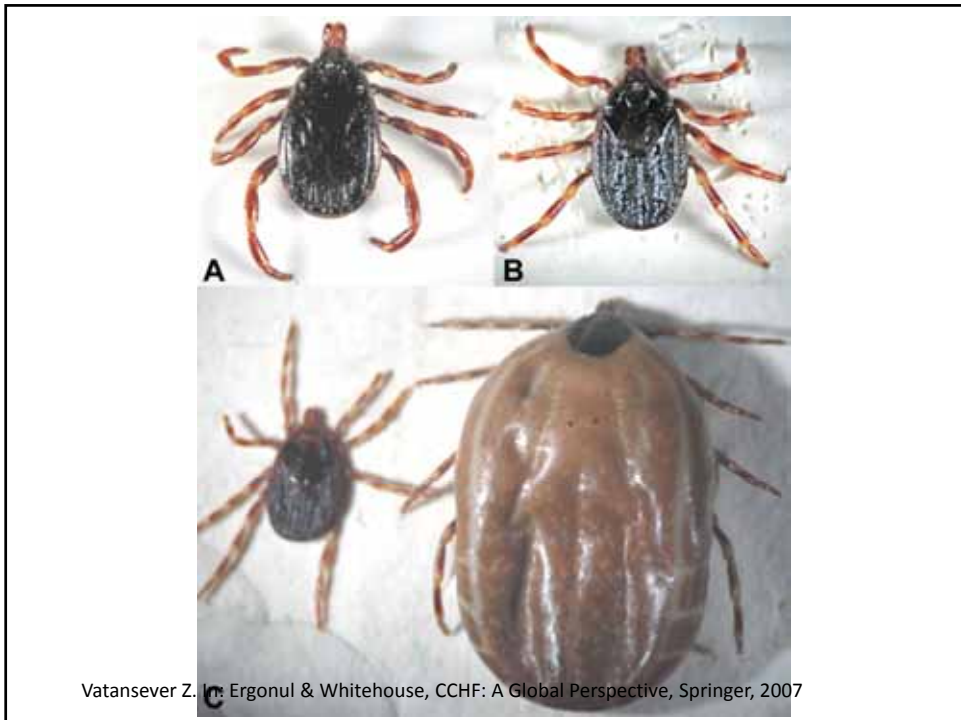 A
B
C
Vatansever Z. In: Ergonul & Whitehouse, CCHF: A Global Perspective, Springer, 2007